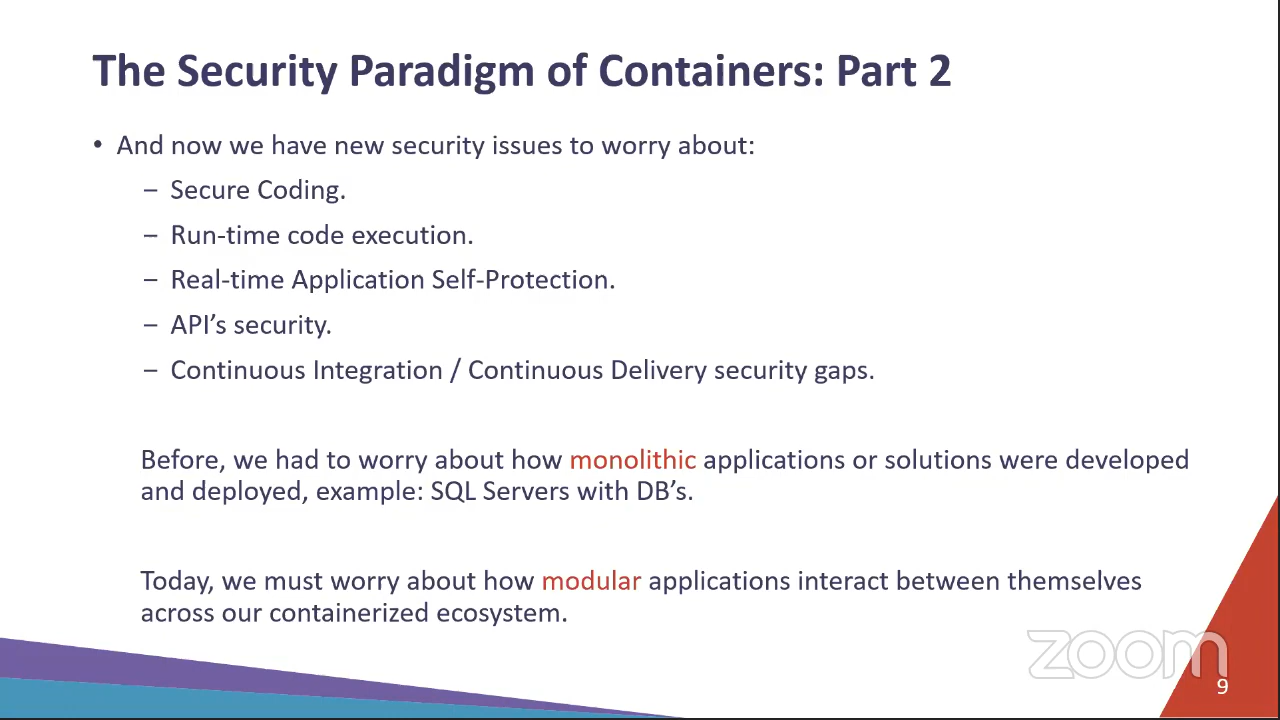 The Security Paradigm of Containers: Part 2
• And now we have new security issues to worry about:
– Secure Coding.
– Run-time code execution.
– Real-time Application Self-Protection.
– API’s security.
– Continuous Integration / Continuous Delivery security gaps.
Before, we had to worry about how monolithic applications or solutions were developed
and deployed, example: SQL Servers with DB’s.
Today, we must worry about how modular applications interact between themselves
across our containerized ecosystem.
zoom
9